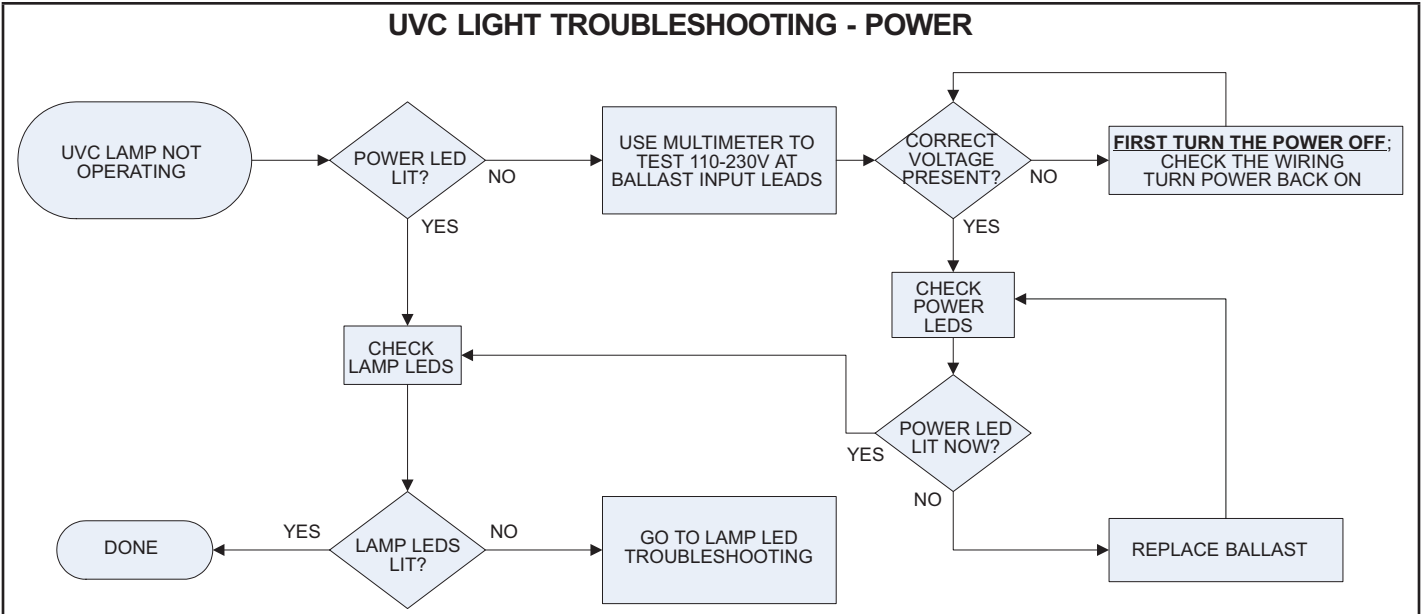 UVC LIGHT TROUBLESHOOTING - POWER
UVC LAMP NOT
OPERATING
POWER LED
LIT?
NO
YES
USE MULTIMETER TO
TEST 110-230V AT
BALLAST INPUT LEADS
CORRECT
VOLTAGE
PRESENT?
NO
YES
FIRST TURN THE POWER OFF;
CHECK THE WIRING
TURN POWER BACK ON
CHECK
POWER
LEDS
CHECK
LAMP LEDS
POWER LED
LIT NOW?
YES
NO
REPLACE BALLAST
LAMP LEDS
LIT?
YES
NO
DONE
GO TO LAMP LED
TROUBLESHOOTING